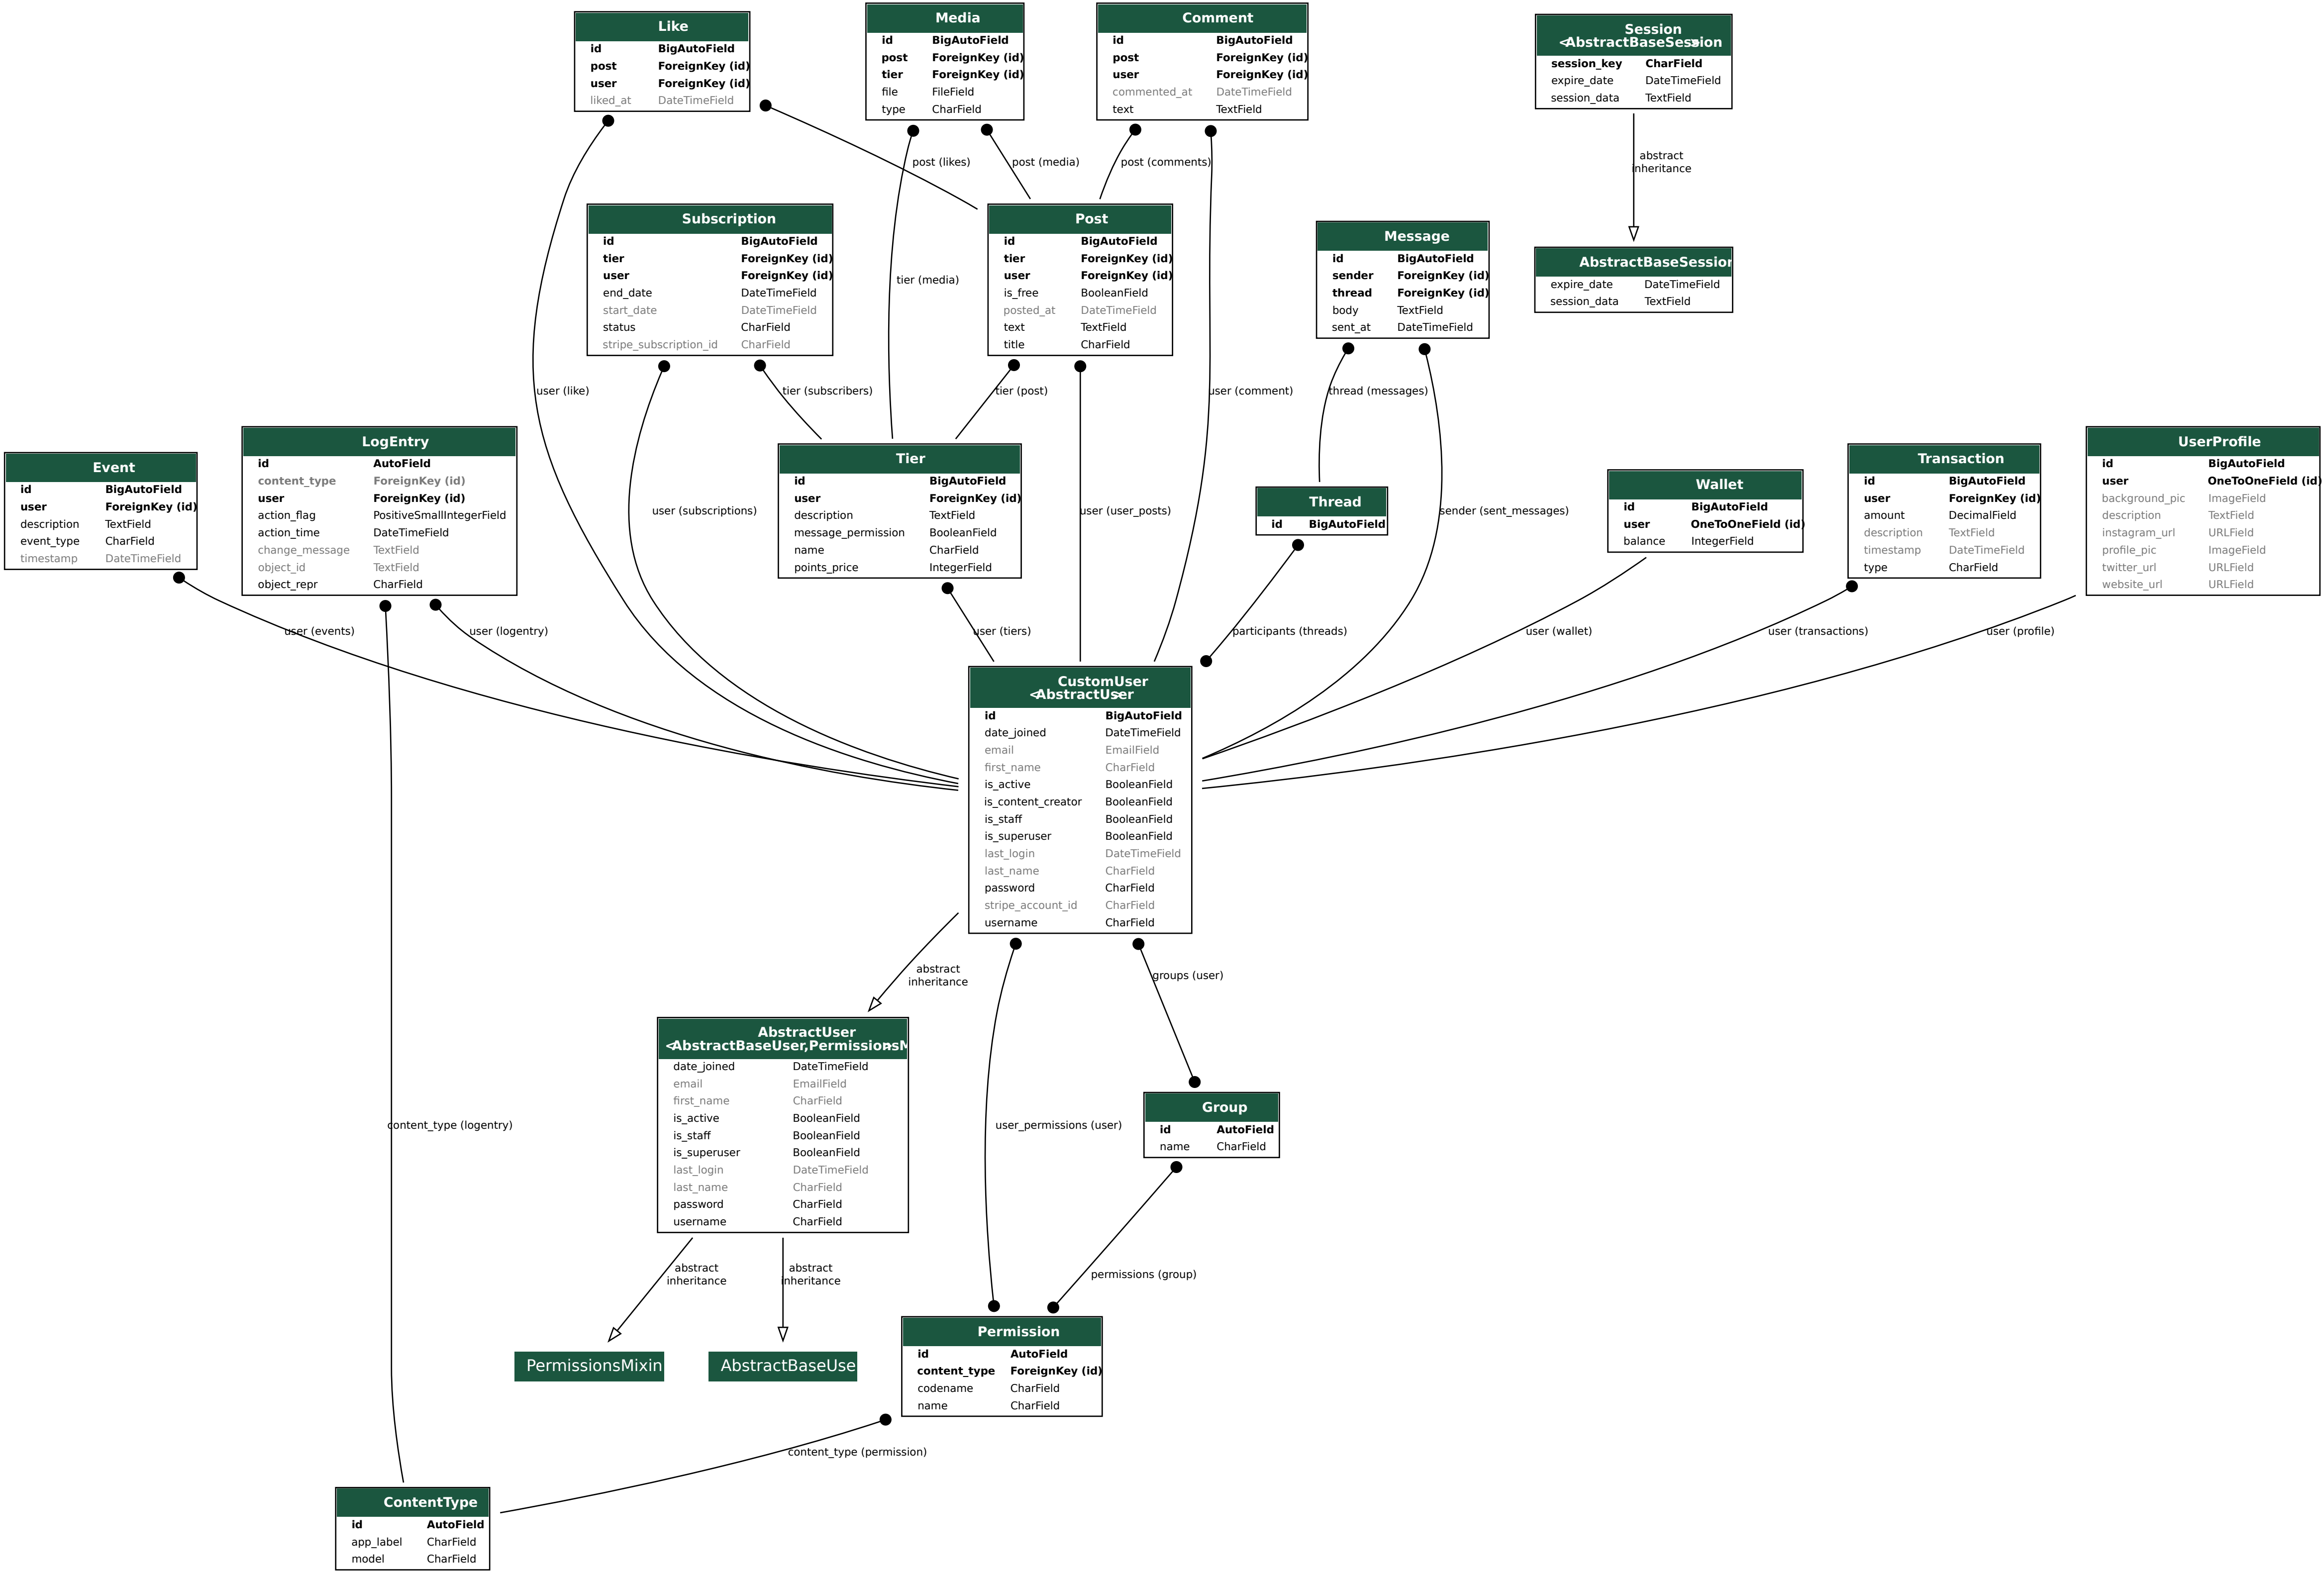 Like
id BigAutoField
post ForeignKey (id)
user ForeignKey (id)
liked_at DateTimeField
Media
id BigAutoField
post ForeignKey (id)
tier ForeignKey (id)
file FileField
type CharField
Comment
id BigAutoField
post ForeignKey (id)
user ForeignKey (id)
commented_at DateTimeField
text TextField
Session
<AbstractBaseSession>
session_key CharField
expire_date DateTimeField
session_data TextField
post (likes)
post (media)
post (comments)
abstract
inheritance
Subscription
id BigAutoField
tier ForeignKey (id)
user ForeignKey (id)
end_date DateTimeField
start_date DateTimeField
status CharField
stripe_subscription_id CharField
tier (media)
Post
id BigAutoField
tier ForeignKey (id)
user ForeignKey (id)
is_free BooleanField
posted_at DateTimeField
text TextField
title CharField
Message
id BigAutoField
sender ForeignKey (id)
thread ForeignKey (id)
body TextField
sent_at DateTimeField
AbstractBaseSession
expire_date DateTimeField
session_data TextField
user (like)
tier (subscribers)
tier (post)
user (comment)
thread (messages)
Event
id BigAutoField
user ForeignKey (id)
description TextField
event_type CharField
timestamp DateTimeField
LogEntry
id AutoField
content_type ForeignKey (id)
user ForeignKey (id)
action_flag PositiveSmallIntegerField
action_time DateTimeField
change_message TextField
object_id TextField
object_repr CharField
user (subscriptions)
Tier
id BigAutoField
user ForeignKey (id)
description TextField
message_permission BooleanField
name CharField
points_price IntegerField
user (user_posts)
Thread
id BigAutoField
sender (sent_messages)
Wallet
id BigAutoField
user OneToOneField (id)
balance IntegerField
Transaction
id BigAutoField
user ForeignKey (id)
amount DecimalField
description TextField
timestamp DateTimeField
type CharField
UserProfile
id BigAutoField
user OneToOneField (id)
background_pic ImageField
description TextField
instagram_url URLField
profile_pic ImageField
twitter_url URLField
website_url URLField
user (events)
user (logentry)
user (tiers)
participants (threads)
user (wallet)
user (transactions)
user (profile)
CustomUser
<AbstractUser>
id BigAutoField
date_joined DateTimeField
email EmailField
first_name CharField
is_active BooleanField
is_content_creator BooleanField
is_staff BooleanField
is_superuser BooleanField
last_login DateTimeField
last_name CharField
password CharField
stripe_account_id CharField
username CharField
abstract
inheritance
groups (user)
AbstractUser
<AbstractBaseUser,PermissionsM>
date_joined DateTimeField
email EmailField
first_name CharField
is_active BooleanField
is_staff BooleanField
is_superuser BooleanField
last_login DateTimeField
last_name CharField
password CharField
username CharField
content_type (logentry)
user_permissions (user)
Group
id AutoField
name CharField
abstract
inheritance
abstract
inheritance
permissions (group)
PermissionsMixin
AbstractBaseUse
Permission
id AutoField
content_type ForeignKey (id)
codename CharField
name CharField
content_type (permission)
ContentType
id AutoField
app_label CharField
model CharField